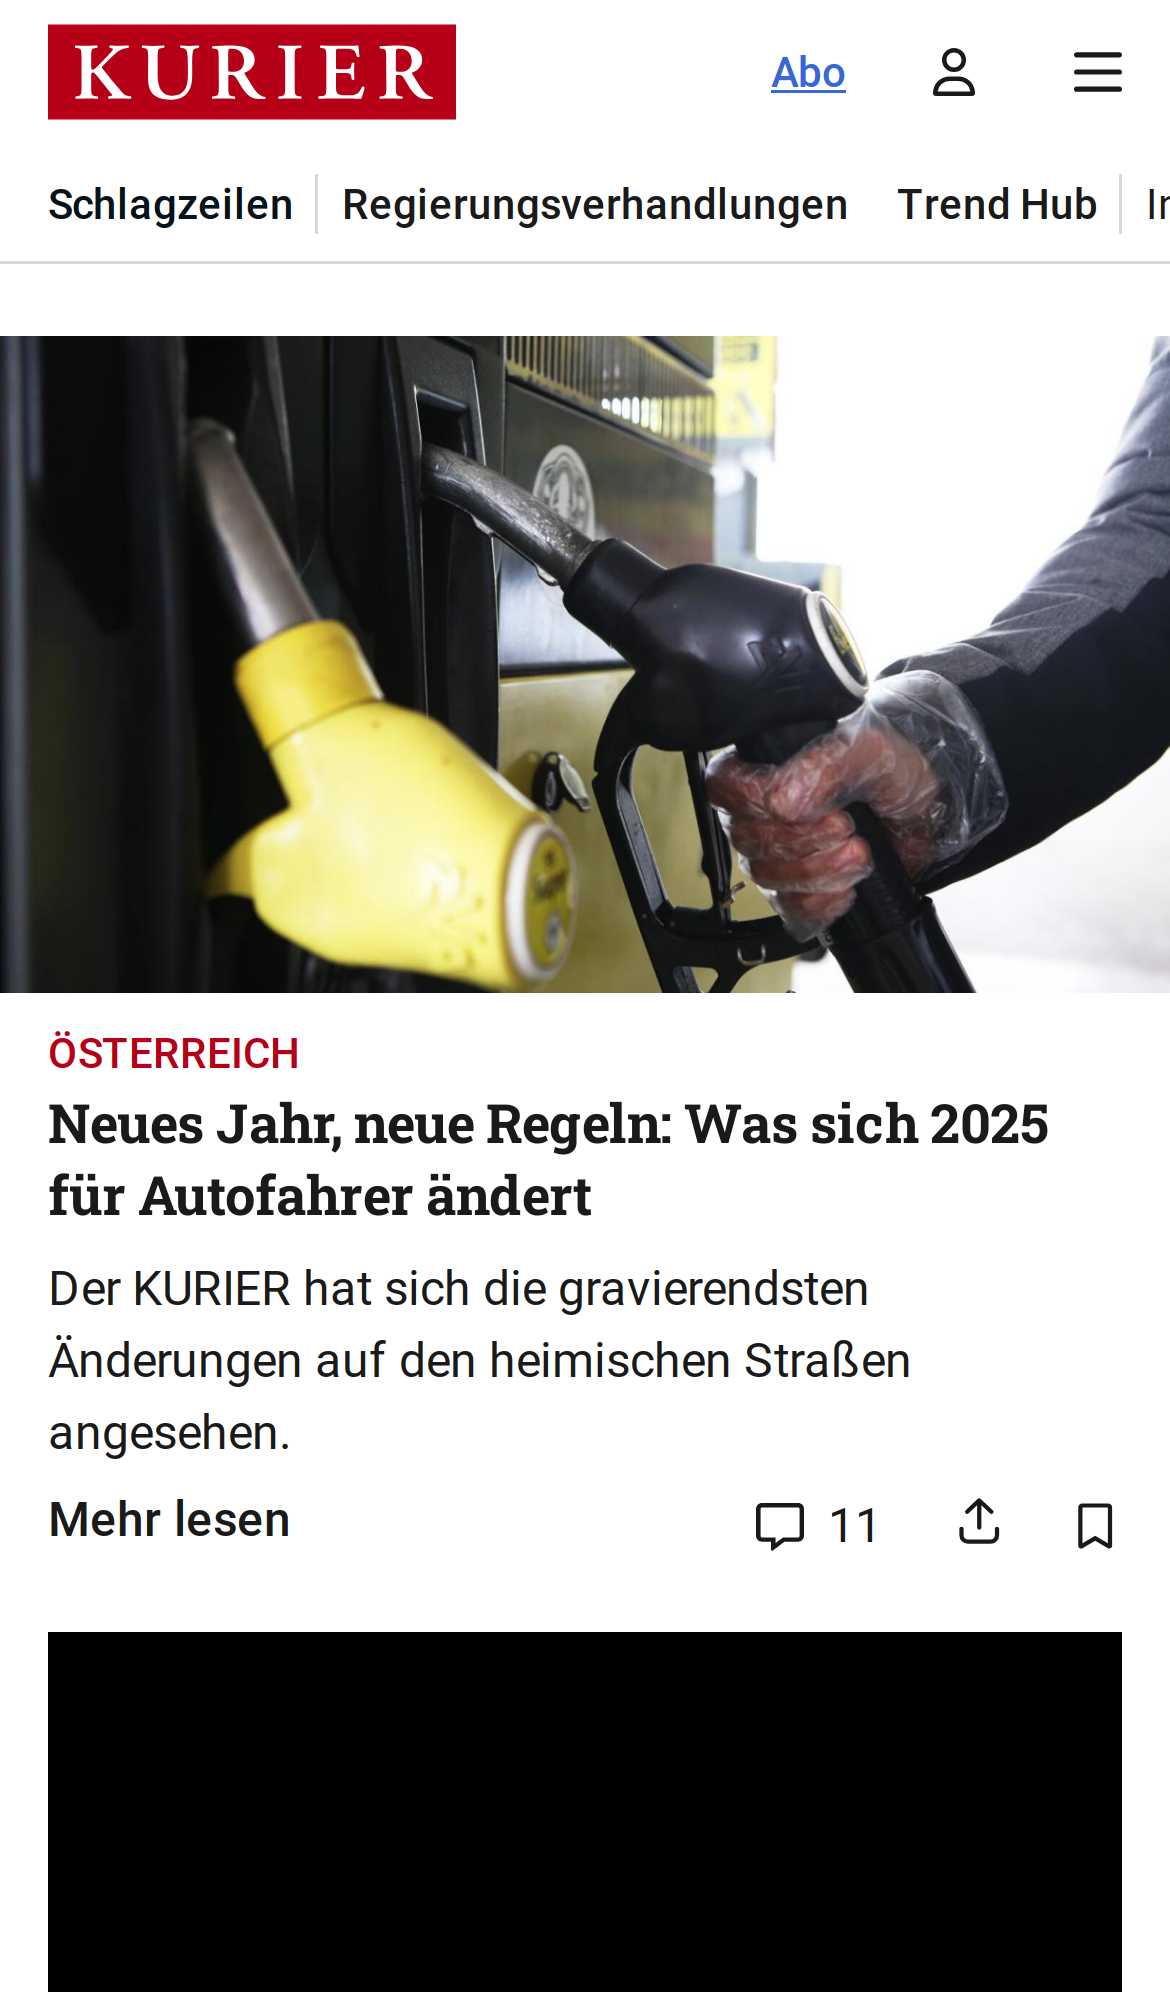 KURIER
Abo
Schlagzeilen
Regierungsverhandlungen
Trend Hub
ÖSTERREICH
Neues Jahr, neue Regeln: Was sich 2025
für Autofahrer ändert
Der KURIER hat sich die gravierendsten
Änderungen auf den heimischen Straßen
angesehen.
Mehr lesen
11